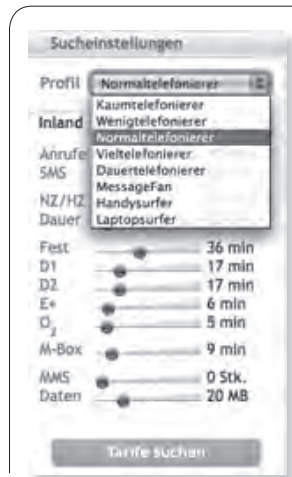 Sucheinstellungen
Profil Normaltelefonierer
Kaumtelefonierer
Inland Wenigtelefonierer
Normaltelefonierer
Anrufe Vieltelefonierer
SMS Dauertelefonierer
MessageFan
NZ/HZ Handysurfer
Dauer Laptopsurfer
Fest 36 min
D1 17 min
D2 17 min
E+ 6 min
O2 5 min
M-Box 9 min
MMS 0 Stk.
Daten 20 MB
Tarife suchen